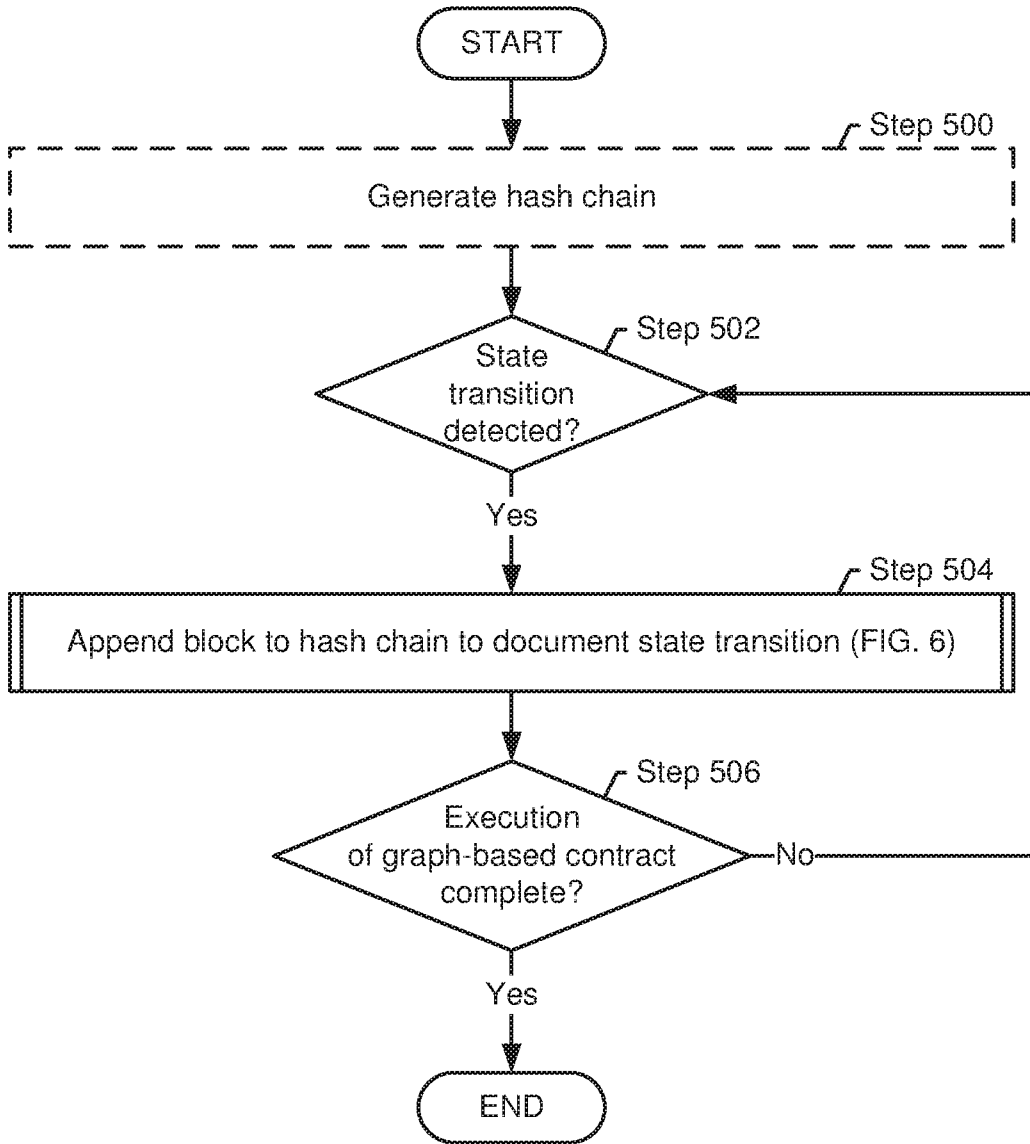 START
Step 500
Generate hash chain
Step 502
State
transition
detected?
Yes
Step 504
Append block to hash chain to document state transition (FIG. 6)
Step 506
Execution
of graph-based contract
complete?
No
Yes
END